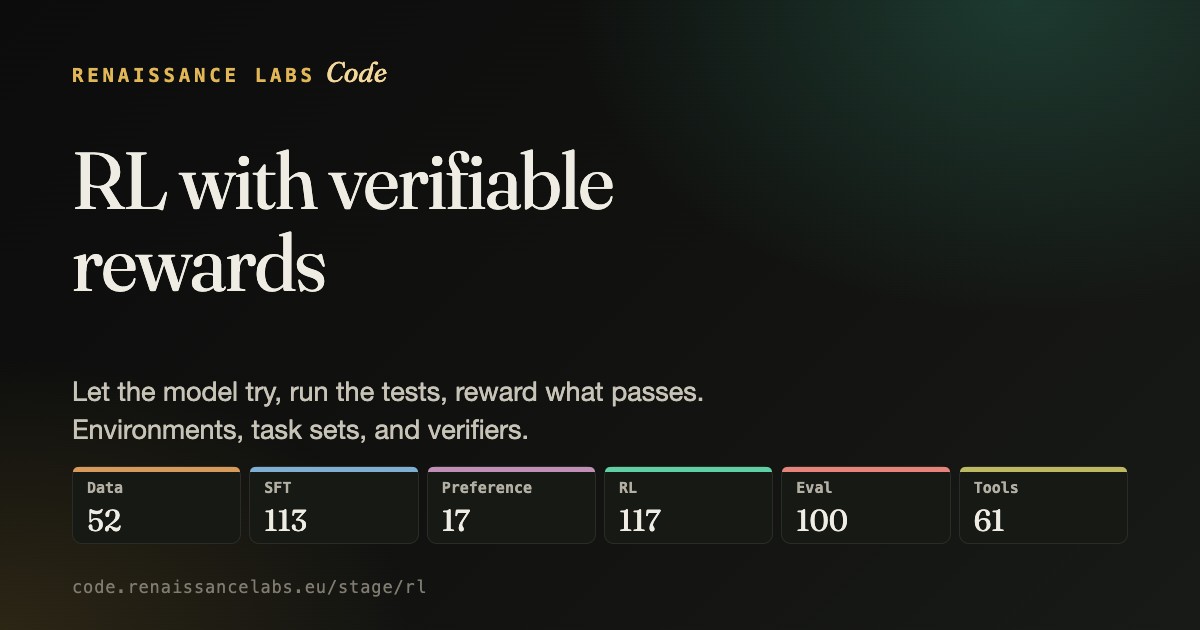 RENAISSANCE LABS Code
RL with verifiable
rewards
Let the model try, run the tests, reward what passes.
Environments, task sets, and verifiers.
Data SFT Preference RL Eval Tools
52 113 17 117 100 61
code.renaissancelabs.eu/stage/rl